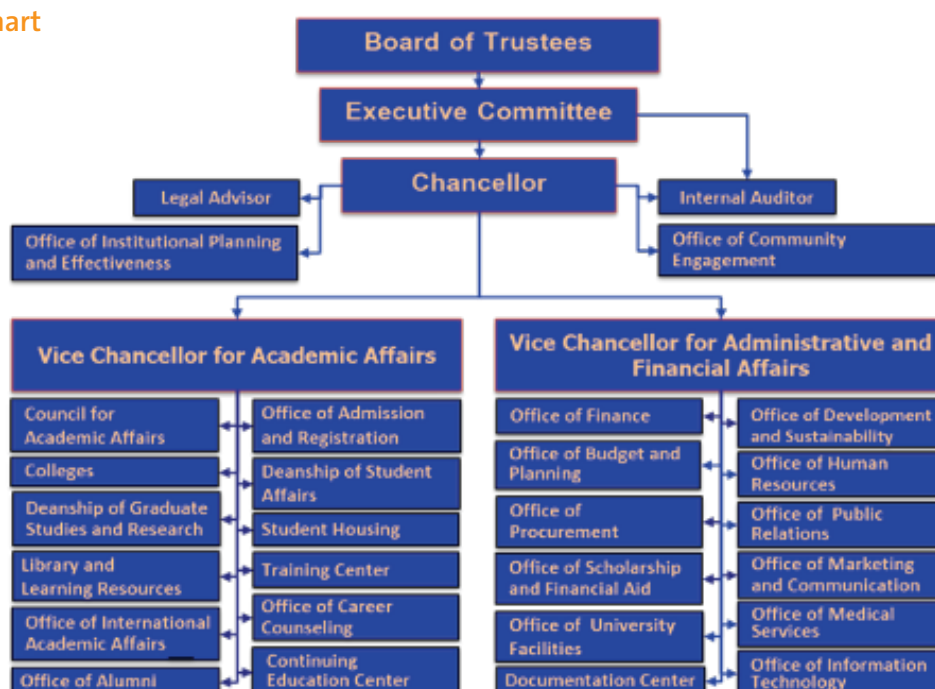 Board of Trustees
Executive Committee
Chancellor
Legal Advisor
Internal Auditor
Office of Institutional Planning
and Effectiveness
Office of Community
Engagement
Vice Chancellor for Academic Affairs
Council for
Academic Affairs
Office of Admission
and Registration
Colleges
Deanship of Student
Affairs
Deanship of Graduate
Studies and Research
Student Housing
Library and
Learning Resources
Training Center
Office of International
Academic Affairs
Office of Career
Counseling
Office of Alumni
Continuing
Education Center
Vice Chancellor for Administrative and
Financial Affairs
Office of Finance
Office of Development
and Sustainability
Office of Budget and
Planning
Office of Human
Resources
Office of
Procurement
Office of Public
Relations
Office of Scholarship
and Financial Aid
Office of Marketing
and Communication
Office of University
Facilities
Office of Medical
Services
Documentation Center
Office of Information
Technology